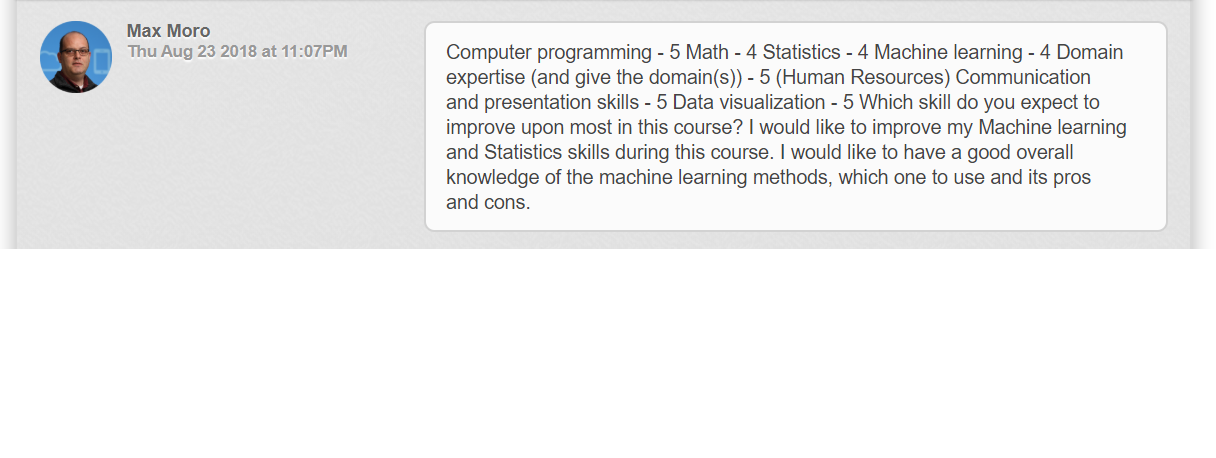 Max Moro
Thu Aug 23 2018 at 11:07PM
Computer programming - 5 Math - 4 Statistics - 4 Machine learning - 4 Domain
expertise (and give the domain(s)) - 5 (Human Resources) Communication
and presentation skills - 5 Data visualization - 5 Which skill do you expect to
improve upon most in this course? I would like to improve my Machine learning
and Statistics skills during this course. I would like to have a good overall
knowledge of the machine learning methods, which one to use and its pros
and cons.